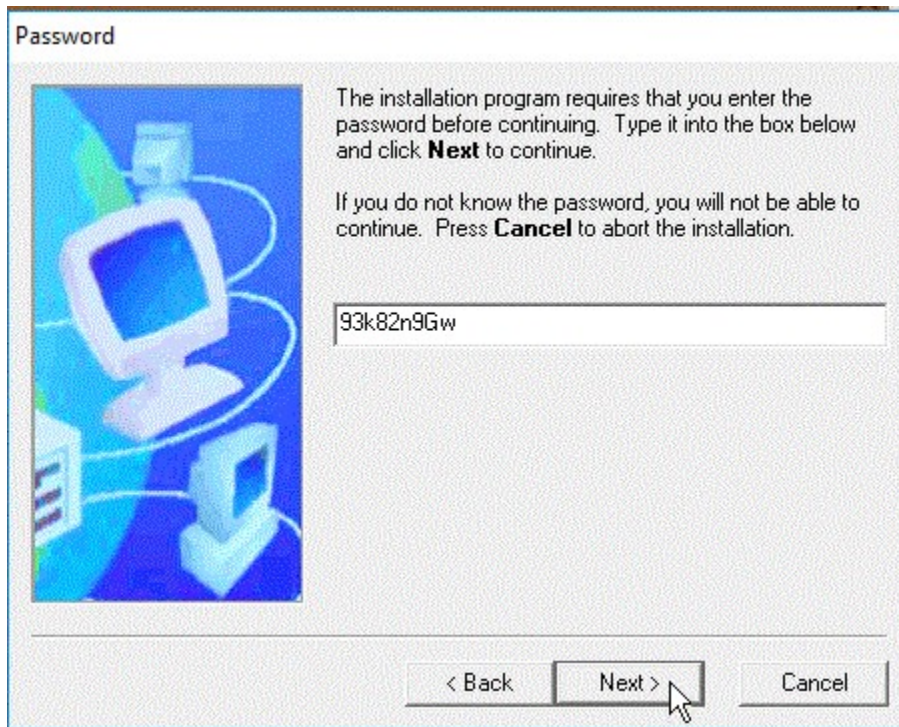 Password
The installation program requires that you enter the
password before continuing.  Type it into the box below
and click Next to continue.
If you do not know the password, you will not be able to
continue.  Press Cancel to abort the installation.
93k82n9Gw
< Back
Next >
Cancel